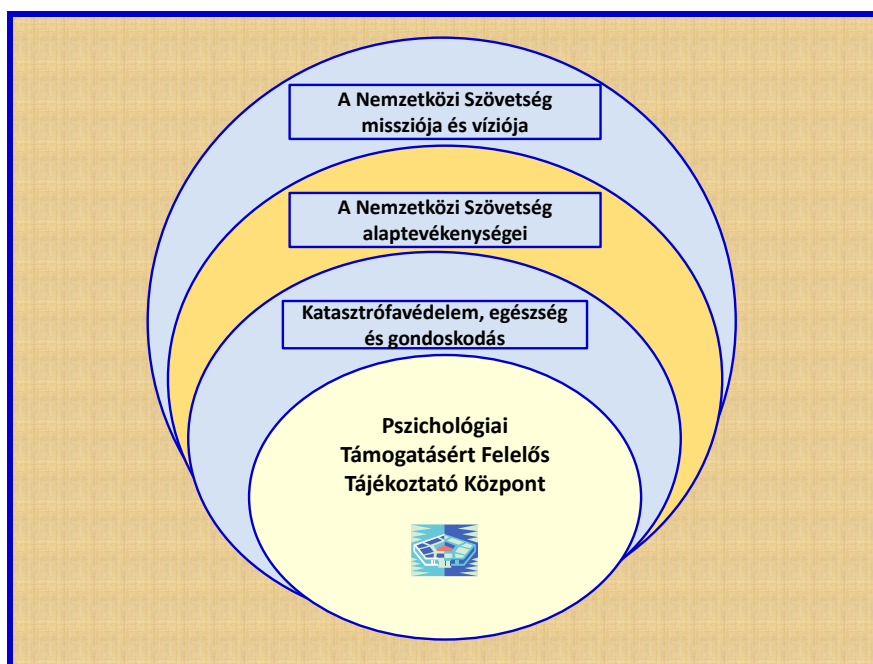 A Nemzetközi Szövetség
missziója és víziója
A Nemzetközi Szövetség
alaptevékenységei
Katasztrófavédelem, egészség
és gondoskodás
Pszichológiai
Támogatásért Felelős
Tájékoztató Központ